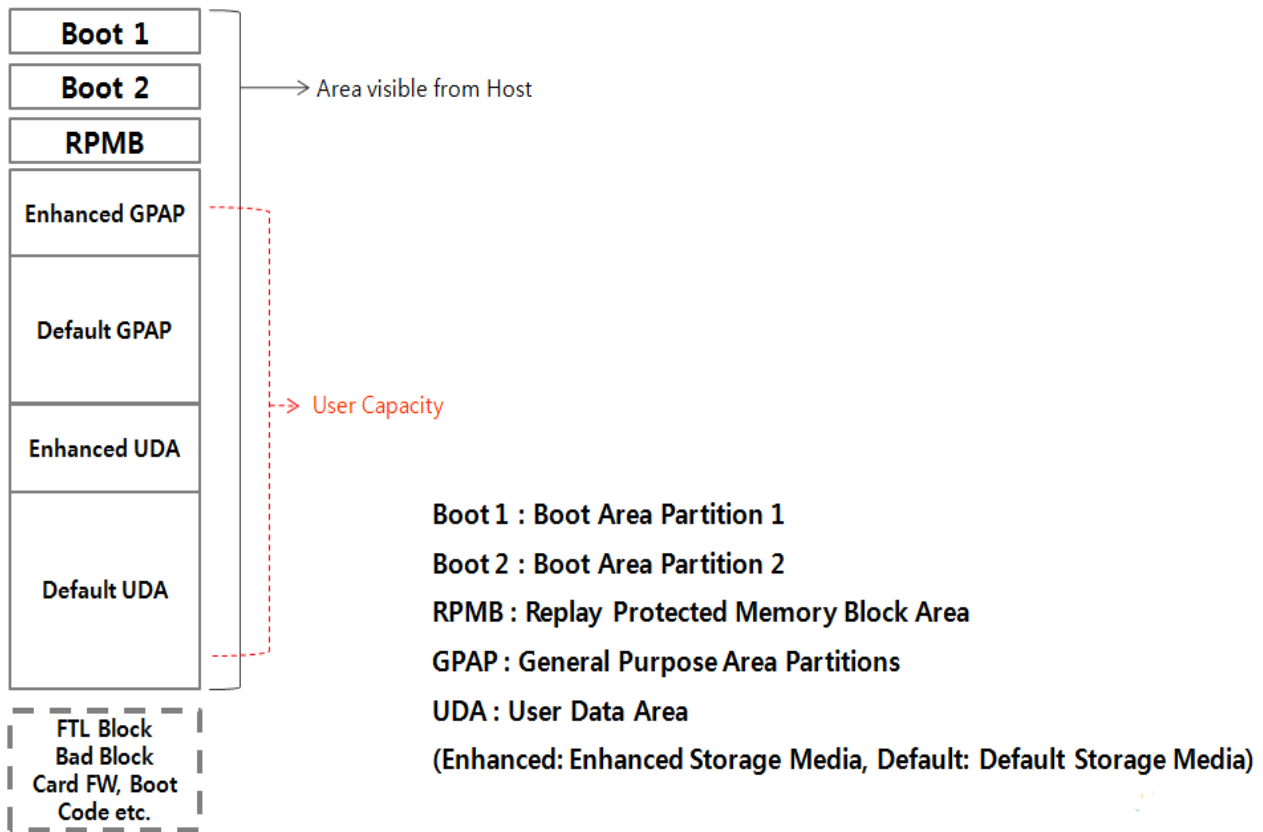 Boot 1
Boot 2
Area visible from Host
RPMB
Enhanced GPAP
Default GPAP
User Capacity
Enhanced UDA
Default UDA
FTL Block
Bad Block
Card FW, Boot
Code etc.
Boot 1 : Boot Area Partition 1
Boot 2 : Boot Area Partition 2
RPMB : Replay Protected Memory Block Area
GPAP : General Purpose Area Partitions
UDA : User Data Area
(Enhanced: Enhanced Storage Media, Default: Default Storage Media)